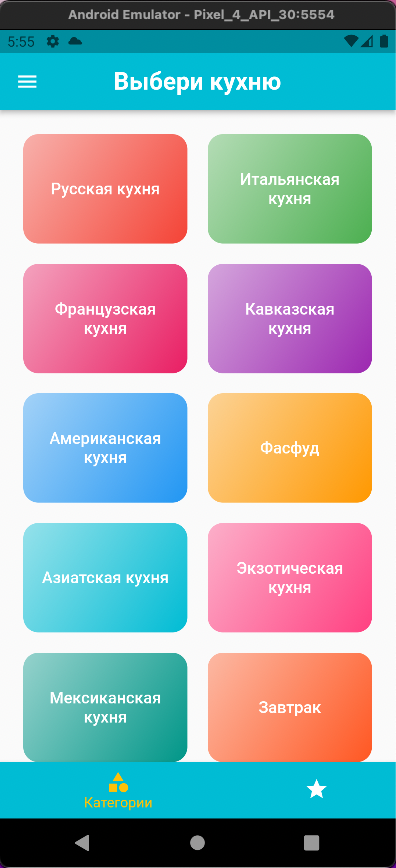 Android Emulator - Pixel_4_API_30:5554
5:55
Выбери кухню
Русская кухня
Итальянская
кухня
Французская
кухня
Кавказская
кухня
Американская
кухня
Фасфуд
Азиатская кухня
Экзотическая
кухня
Мексиканская
кухня
Завтрак
Категории